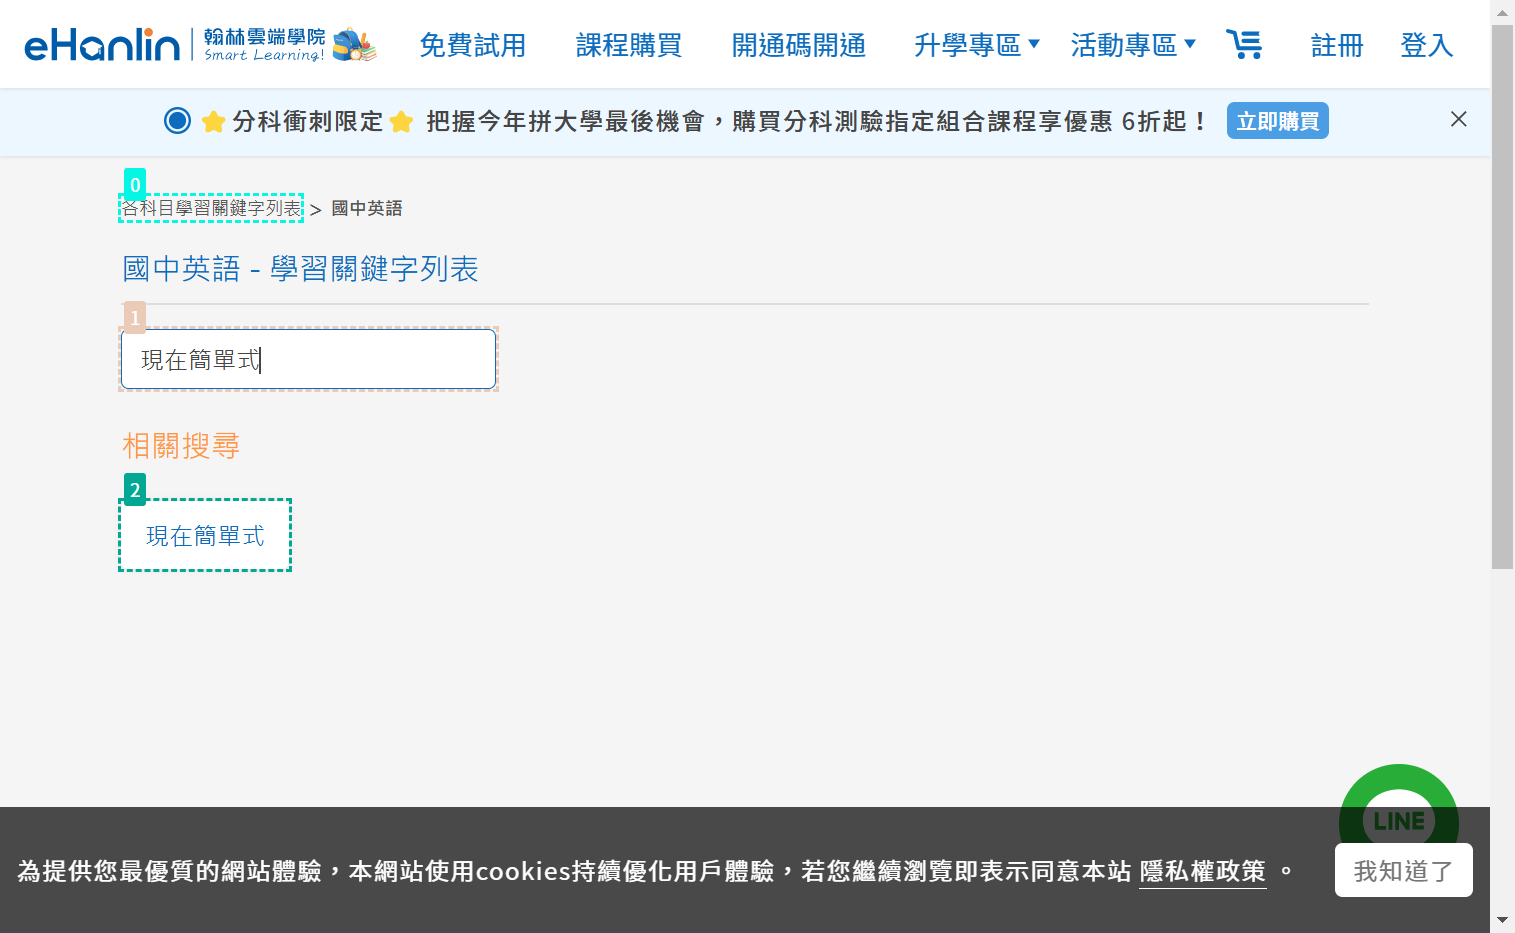 eHanlin 翰林雲端學院
Smart Learning!
免費試用
課程購買
開通碼開通
升學專區
活動專區
註冊
登入
分科衝刺限定 把握今年拼大學最後機會，購買分科測驗指定組合課程享優惠 6折起！
立即購買
0
各科目學習關鍵字列表 > 國中英語
國中英語 - 學習關鍵字列表
1
現在簡單式
相關搜尋
2
現在簡單式
LINE
為提供您最優質的網站體驗，本網站使用cookies持續優化用戶體驗，若您繼續瀏覽即表示同意本站 隱私權政策 。
我知道了